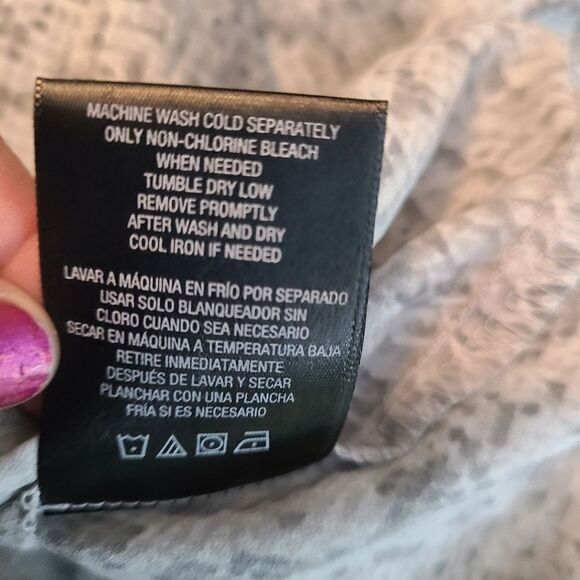 MACHINE WASH COLD SEPARATELY
ONLY NON-CHLORINE BLEACH
WHEN NEEDED
TUMBLE DRY LOW
REMOVE PROMPTLY
AFTER WASH AND DRY
COOL IRON IF NEEDED
LAVAR A MÁQUINA EN FRÍO POR SEPARADO
USAR SOLO BLANQUEADOR SIN
CLORO CUANDO SEA NECESARIO
SECAR EN MÁQUINA A TEMPERATURA BAJA
RETIRE INMEDIATAMENTE
DESPUÉS DE LAVAR Y SECAR
PLANCHAR CON UNA PLANCHA
FRÍA SI ES NECESARIO